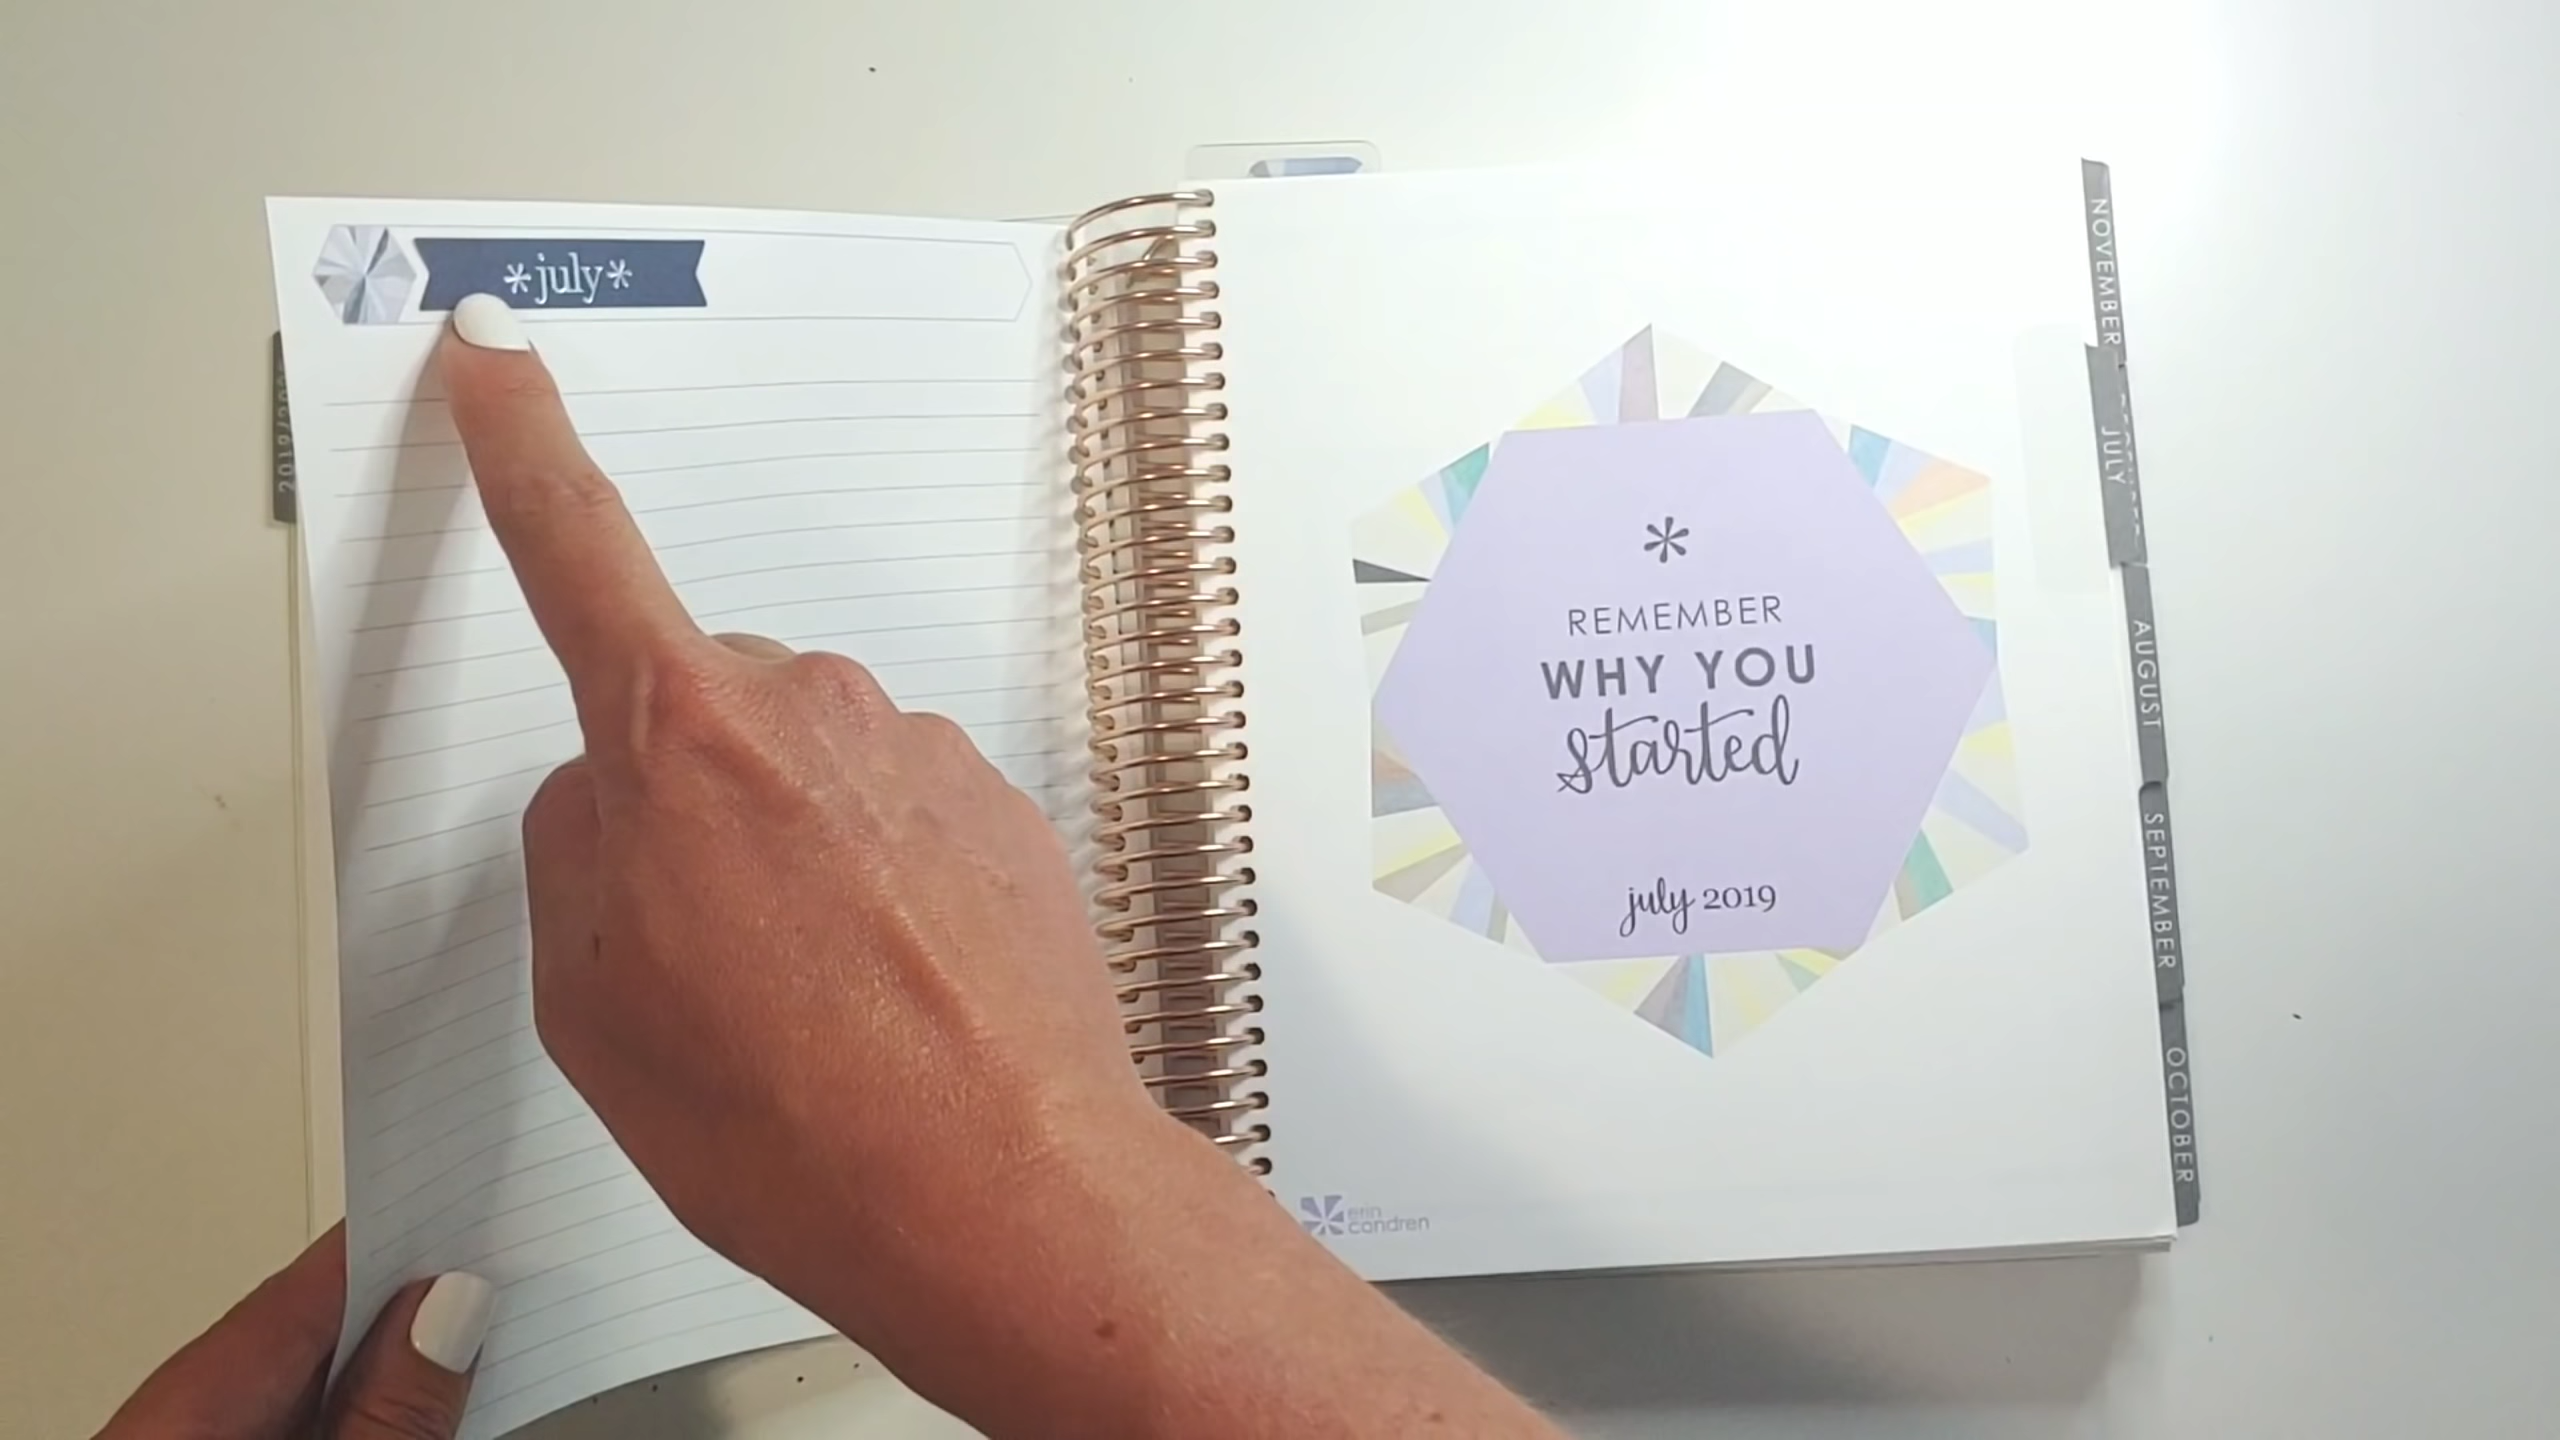 *july*
REMEMBER
WHY YOU
started
july 2019
erin
condren
NOVEMBER
JULY
AUGUST
SEPTEMBER
OCTOBER